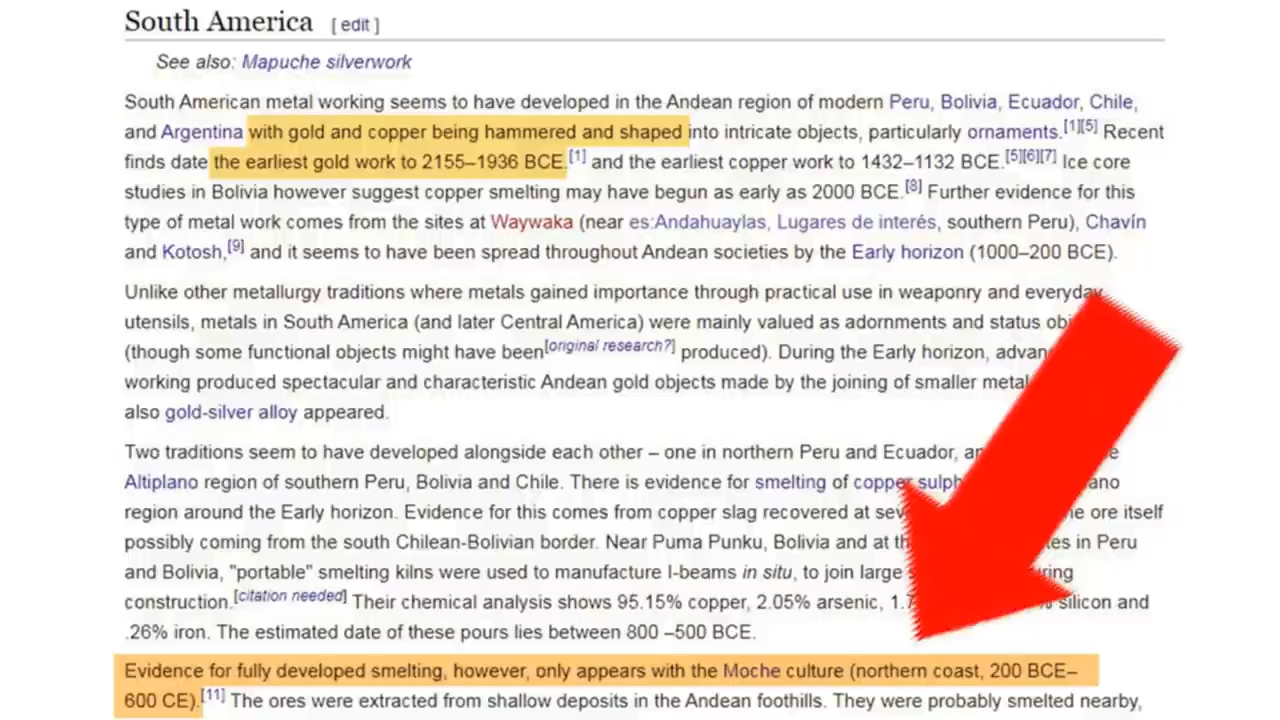 South America [ edit ]
See also: Mapuche silverwork
South American metal working seems to have developed in the Andean region of modern Peru, Bolivia, Ecuador, Chile,
and Argentina with gold and copper being hammered and shaped into intricate objects, particularly ornaments.[1][5] Recent
finds date the earliest gold work to 2155–1936 BCE.[1] and the earliest copper work to 1432–1132 BCE.[5][6][7] Ice core
studies in Bolivia however suggest copper smelting may have begun as early as 2000 BCE.[8] Further evidence for this
type of metal work comes from the sites at Waywaka (near es:Andahuaylas, Lugares de interés, southern Peru), Chavín
and Kotosh,[9] and it seems to have been spread throughout Andean societies by the Early horizon (1000–200 BCE).
Unlike other metallurgy traditions where metals gained importance through practical use in weaponry and everyday
utensils, metals in South America (and later Central America) were mainly valued as adornments and status
(though some functional objects might have been[original research?] produced). During the Early horizon,
working produced spectacular and characteristic Andean gold objects made by the joining of smaller metal
also gold-silver alloy appeared.
Two traditions seem to have developed alongside each other – one in northern Peru and Ecuador,
Altiplano region of southern Peru, Bolivia and Chile. There is evidence for smelting of copper
region around the Early horizon. Evidence for this comes from copper slag recovered at ore itself
possibly coming from the south Chilean-Bolivian border. Near Puma Punku, Bolivia and at in Peru
and Bolivia, "portable" smelting kilns were used to manufacture I-beams in situ, to join large
construction.[citation needed] Their chemical analysis shows 95.15% copper, 2.05% arsenic, silicon and
.26% iron. The estimated date of these pours lies between 800 –500 BCE.
Evidence for fully developed smelting, however, only appears with the Moche culture (northern coast, 200 BCE–
600 CE).[11] The ores were extracted from shallow deposits in the Andean foothills. They were probably smelted nearby,